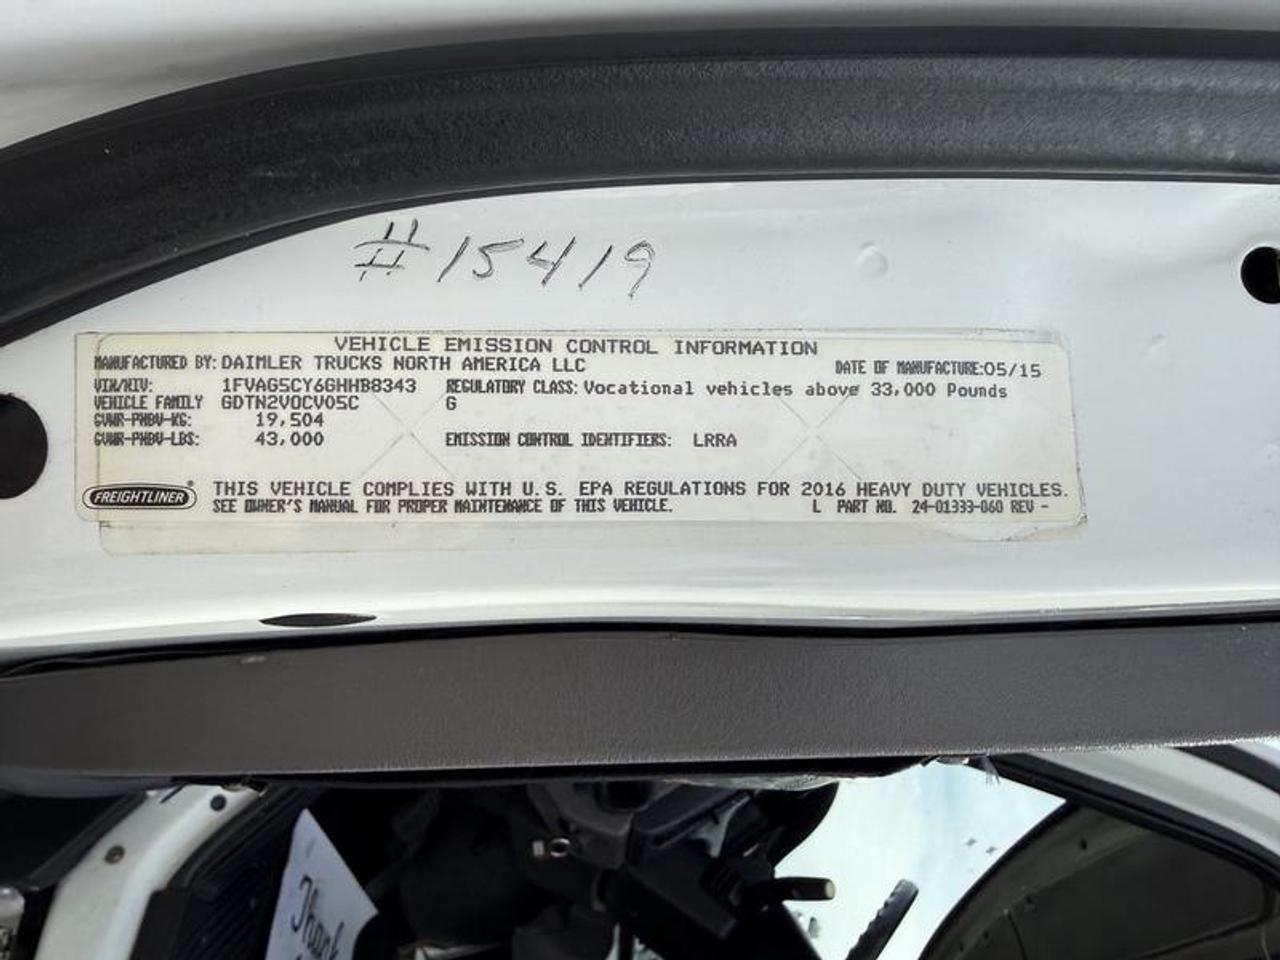 #15419
VEHICLE EMISSION CONTROL INFORMATION
MANUFACTURED BY: DAIMLER TRUCKS NORTH AMERICA LLC DATE OF MANUFACTURE: 05/15
VIN/NIV: 1FVAG5CY6GHHB8343 REGULATORY CLASS: Vocational vehicles above 33,000 Pounds
VEHICLE FAMILY GDTN2VOCV05C G
GVWR-PNBV-KG: 19,504
GVWR-PNBV-LBS: 43,000 EMISSION CONTROL IDENTIFIERS: LRRA
FREIGHTLINER® THIS VEHICLE COMPLIES WITH U.S. EPA REGULATIONS FOR 2016 HEAVY DUTY VEHICLES.
SEE OWNER'S MANUAL FOR PROPER MAINTENANCE OF THIS VEHICLE. L PART NO. 24-01333-060 REV -
Thank